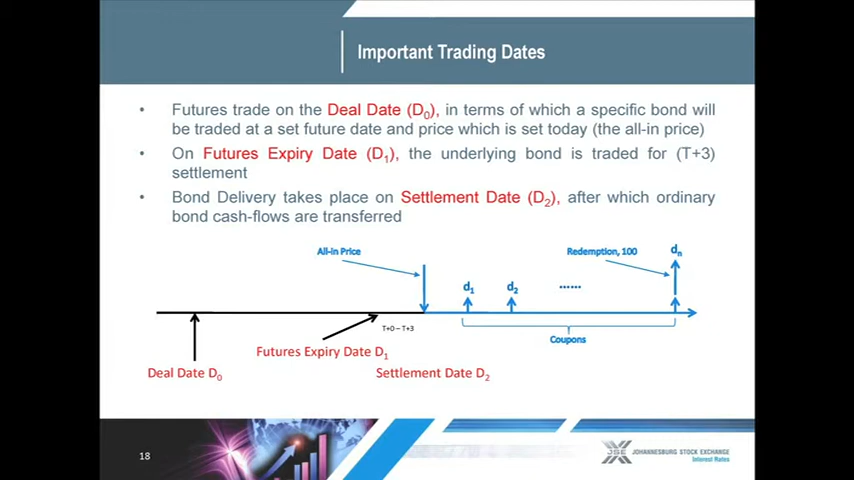 Important Trading Dates
• Futures trade on the Deal Date (D0), in terms of which a specific bond will
be traded at a set future date and price which is set today (the all-in price)
• On Futures Expiry Date (D1), the underlying bond is traded for (T+3)
settlement
• Bond Delivery takes place on Settlement Date (D2), after which ordinary
bond cash-flows are transferred
All-in Price
Redemption, 100
dn
d1
d2
......
T+0 – T+3
Coupons
Futures Expiry Date D1
Deal Date D0
Settlement Date D2
18
JSE
JOHANNESBURG STOCK EXCHANGE
Interest Rates